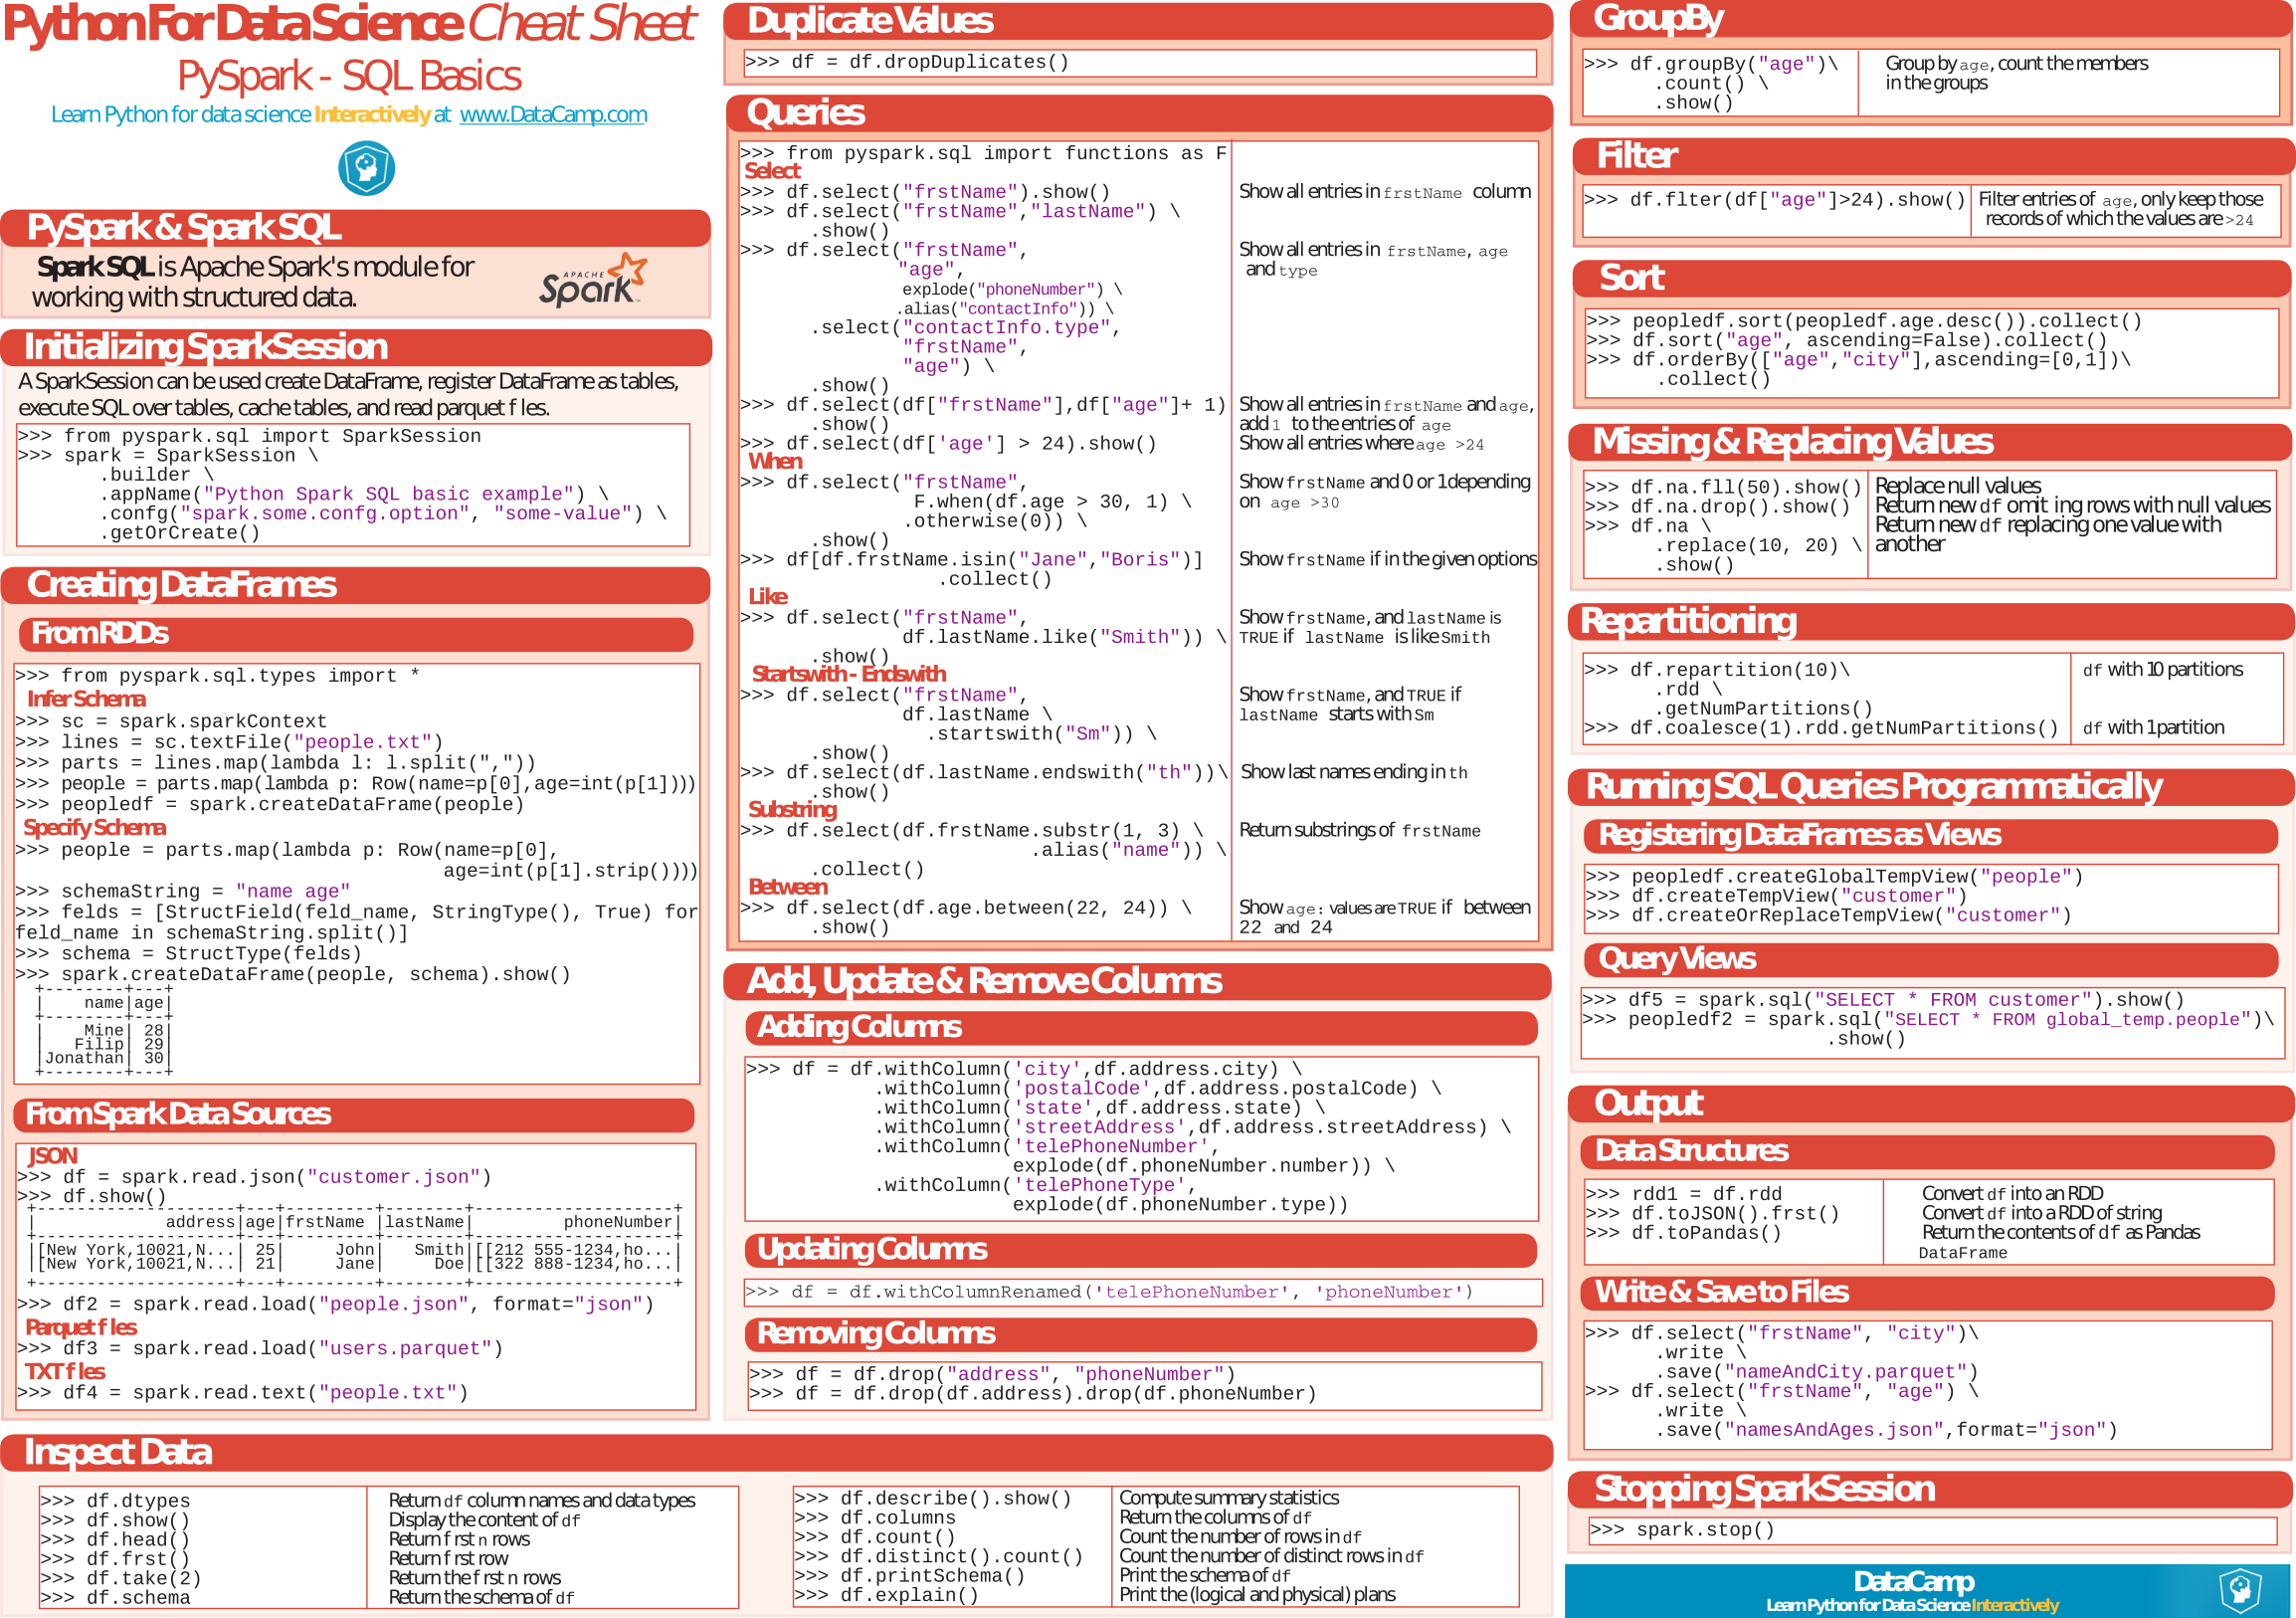 Python For Data Science Cheat Sheet
PySpark - SQL Basics
Learn Python for data science Interactively at www.DataCamp.com
PySpark & Spark SQL
Spark SQL is Apache Spark's module for
working with structured data.
APACHE
Spark™
Initializing SparkSession
A SparkSession can be used create DataFrame, register DataFrame as tables,
execute SQL over tables, cache tables, and read parquet f les.
>>> from pyspark.sql import SparkSession
>>> spark = SparkSession \
.builder \
.appName("Python Spark SQL basic example") \
.confg("spark.some.confg.option", "some-value") \
.getOrCreate()
Creating DataFrames
From RDDs
>>> from pyspark.sql.types import *
Infer Schema
>>> sc = spark.sparkContext
>>> lines = sc.textFile("people.txt")
>>> parts = lines.map(lambda l: l.split(","))
>>> people = parts.map(lambda p: Row(name=p[0],age=int(p[1])))
>>> peopledf = spark.createDataFrame(people)
Specify Schema
>>> people = parts.map(lambda p: Row(name=p[0],
age=int(p[1].strip())))
>>> schemaString = "name age"
>>> felds = [StructField(feld_name, StringType(), True) for
feld_name in schemaString.split()]
>>> schema = StructType(felds)
>>> spark.createDataFrame(people, schema).show()
+--------+---+
|    name|age|
+--------+---+
|    Mine| 28|
|   Filip| 29|
|Jonathan| 30|
+--------+---+
From Spark Data Sources
JSON
>>> df = spark.read.json("customer.json")
>>> df.show()
+--------------------+---+---------+--------+--------------------+
|             address|age|frstName |lastName|         phoneNumber|
+--------------------+---+---------+--------+--------------------+
|[New York,10021,N...| 25|     John|   Smith|[[212 555-1234,ho...|
|[New York,10021,N...| 21|     Jane|     Doe|[[322 888-1234,ho...|
+--------------------+---+---------+--------+--------------------+
>>> df2 = spark.read.load("people.json", format="json")
Parquet f les
>>> df3 = spark.read.load("users.parquet")
TXT f les
>>> df4 = spark.read.text("people.txt")
Inspect Data
>>> df.dtypes Return df column names and data types
>>> df.show() Display the content of df
>>> df.head() Return f rst n rows
>>> df.frst() Return f rst row
>>> df.take(2) Return the f rst n rows
>>> df.schema Return the schema of df
>>> df.describe().show() Compute summary statistics
>>> df.columns Return the columns of df
>>> df.count() Count the number of rows in df
>>> df.distinct().count() Count the number of distinct rows in df
>>> df.printSchema() Print the schema of df
>>> df.explain() Print the (logical and physical) plans
Duplicate Values
>>> df = df.dropDuplicates()
Queries
>>> from pyspark.sql import functions as F
Select
>>> df.select("frstName").show() Show all entries in frstName column
>>> df.select("frstName","lastName") \
.show()
>>> df.select("frstName", Show all entries in frstName, age
"age", and type
explode("phoneNumber") \
.alias("contactInfo")) \
.select("contactInfo.type",
"frstName",
"age") \
.show()
>>> df.select(df["frstName"],df["age"]+ 1) Show all entries in frstName and age,
.show() add 1 to the entries of age
>>> df.select(df['age'] > 24).show() Show all entries where age >24
When
>>> df.select("frstName", Show frstName and 0 or 1 depending
F.when(df.age > 30, 1) \ on age >30
.otherwise(0)) \
.show()
>>> df[df.frstName.isin("Jane","Boris")] Show frstName if in the given options
.collect()
Like
>>> df.select("frstName", Show frstName, and lastName is
df.lastName.like("Smith")) \ TRUE if lastName is like Smith
.show()
Startswith - Endswith
>>> df.select("frstName", Show frstName, and TRUE if
df.lastName \ lastName starts with Sm
.startswith("Sm")) \
.show()
>>> df.select(df.lastName.endswith("th"))\ Show last names ending in th
.show()
Substring
>>> df.select(df.frstName.substr(1, 3) \ Return substrings of frstName
.alias("name")) \
.collect()
Between
>>> df.select(df.age.between(22, 24)) \ Show age: values are TRUE if between
.show() 22 and 24
Add, Update & Remove Columns
Adding Columns
>>> df = df.withColumn('city',df.address.city) \
.withColumn('postalCode',df.address.postalCode) \
.withColumn('state',df.address.state) \
.withColumn('streetAddress',df.address.streetAddress) \
.withColumn('telePhoneNumber',
explode(df.phoneNumber.number)) \
.withColumn('telePhoneType',
explode(df.phoneNumber.type))
Updating Columns
>>> df = df.withColumnRenamed('telePhoneNumber', 'phoneNumber')
Removing Columns
>>> df = df.drop("address", "phoneNumber")
>>> df = df.drop(df.address).drop(df.phoneNumber)
GroupBy
>>> df.groupBy("age")\ Group by age, count the members
.count() \ in the groups
.show()
Filter
>>> df.flter(df["age"]>24).show() Filter entries of age, only keep those
records of which the values are >24
Sort
>>> peopledf.sort(peopledf.age.desc()).collect()
>>> df.sort("age", ascending=False).collect()
>>> df.orderBy(["age","city"],ascending=[0,1])\
.collect()
Missing & Replacing Values
>>> df.na.fll(50).show() Replace null values
>>> df.na.drop().show() Return new df omit ing rows with null values
>>> df.na \ Return new df replacing one value with
.replace(10, 20) \ another
.show()
Repartitioning
>>> df.repartition(10)\ df with 10 partitions
.rdd \
.getNumPartitions()
>>> df.coalesce(1).rdd.getNumPartitions() df with 1 partition
Running SQL Queries Programmatically
Registering DataFrames as Views
>>> peopledf.createGlobalTempView("people")
>>> df.createTempView("customer")
>>> df.createOrReplaceTempView("customer")
Query Views
>>> df5 = spark.sql("SELECT * FROM customer").show()
>>> peopledf2 = spark.sql("SELECT * FROM global_temp.people")\
.show()
Output
Data Structures
>>> rdd1 = df.rdd Convert df into an RDD
>>> df.toJSON().frst() Convert df into a RDD of string
>>> df.toPandas() Return the contents of df as Pandas
DataFrame
Write & Save to Files
>>> df.select("frstName", "city")\
.write \
.save("nameAndCity.parquet")
>>> df.select("frstName", "age") \
.write \
.save("namesAndAges.json",format="json")
Stopping SparkSession
>>> spark.stop()
DataCamp
Learn Python for Data Science Interactively